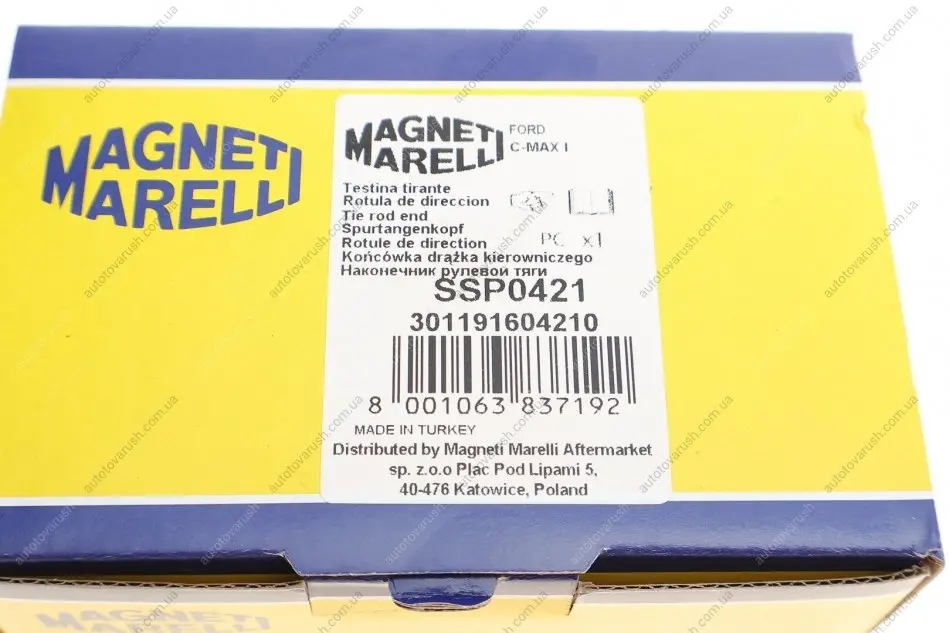 MAGNETI
MARELLI
MAGNETI
MARELLI
FORD
C-MAX I
Testina tirante
Rotula de direccion
Tie rod end
Spurtangenkopf
Rotule de direction
Końcówka drążka kierowniczego
Наконечник рулевой тяги
PC x1
SSP0421
301191604210
8 001063 837192
MADE IN TURKEY
Distributed by Magneti Marelli Aftermarket
sp. z.o.o Plac Pod Lipami 5,
40-476 Katowice, Poland
MAGNETI
MARELLI
autotovarush.com.ua